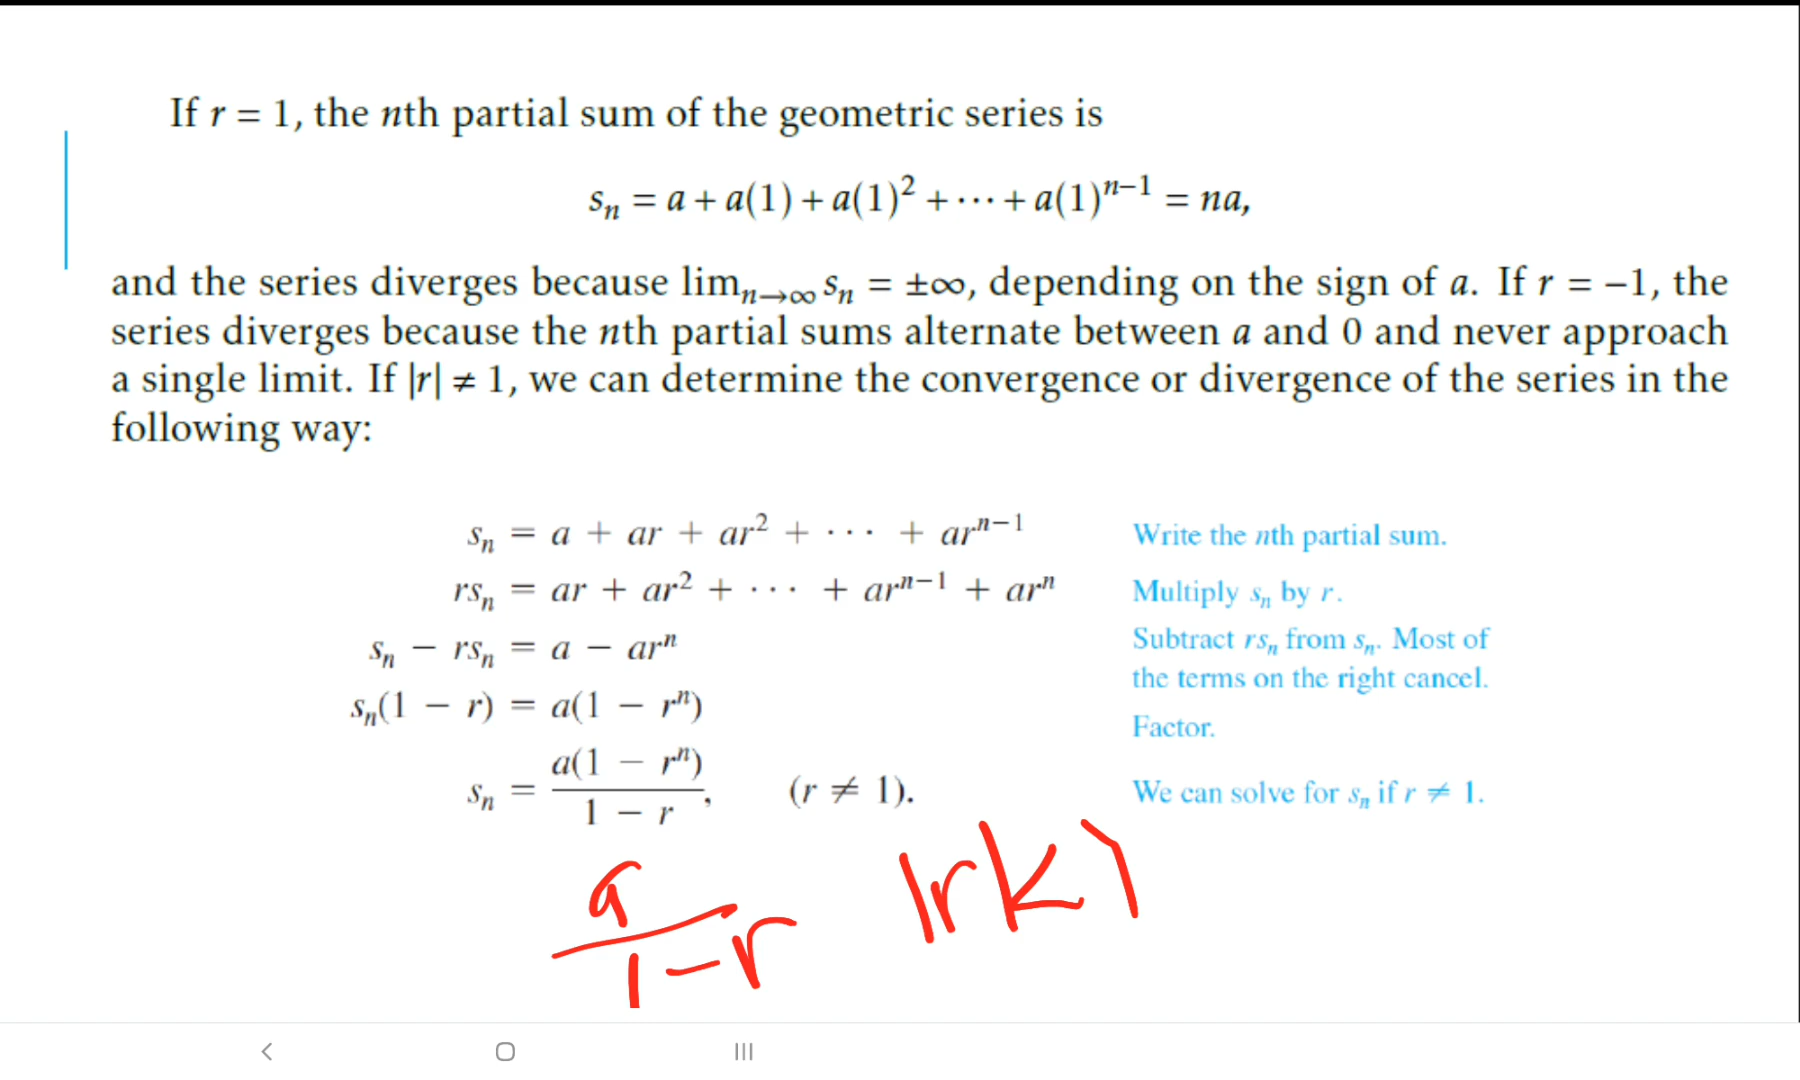 If r = 1, the nth partial sum of the geometric series is
sₙ = a + a(1) + a(1)² + ⋯ + a(1)ⁿ⁻¹ = na,
and the series diverges because limₙ→∞ sₙ = ±∞, depending on the sign of a. If r = −1, the
series diverges because the nth partial sums alternate between a and 0 and never approach
a single limit. If |r| ≠ 1, we can determine the convergence or divergence of the series in the
following way:
sₙ = a + ar + ar² + ⋯ + arⁿ⁻¹ Write the nth partial sum.
rsₙ = ar + ar² + ⋯ + arⁿ⁻¹ + arⁿ Multiply sₙ by r.
sₙ − rsₙ = a − arⁿ Subtract rsₙ from sₙ. Most of
the terms on the right cancel.
sₙ(1 − r) = a(1 − rⁿ) Factor.
sₙ = a(1 − rⁿ) / (1 − r), (r ≠ 1). We can solve for sₙ if r ≠ 1.
a / (1 − r) |r|<1